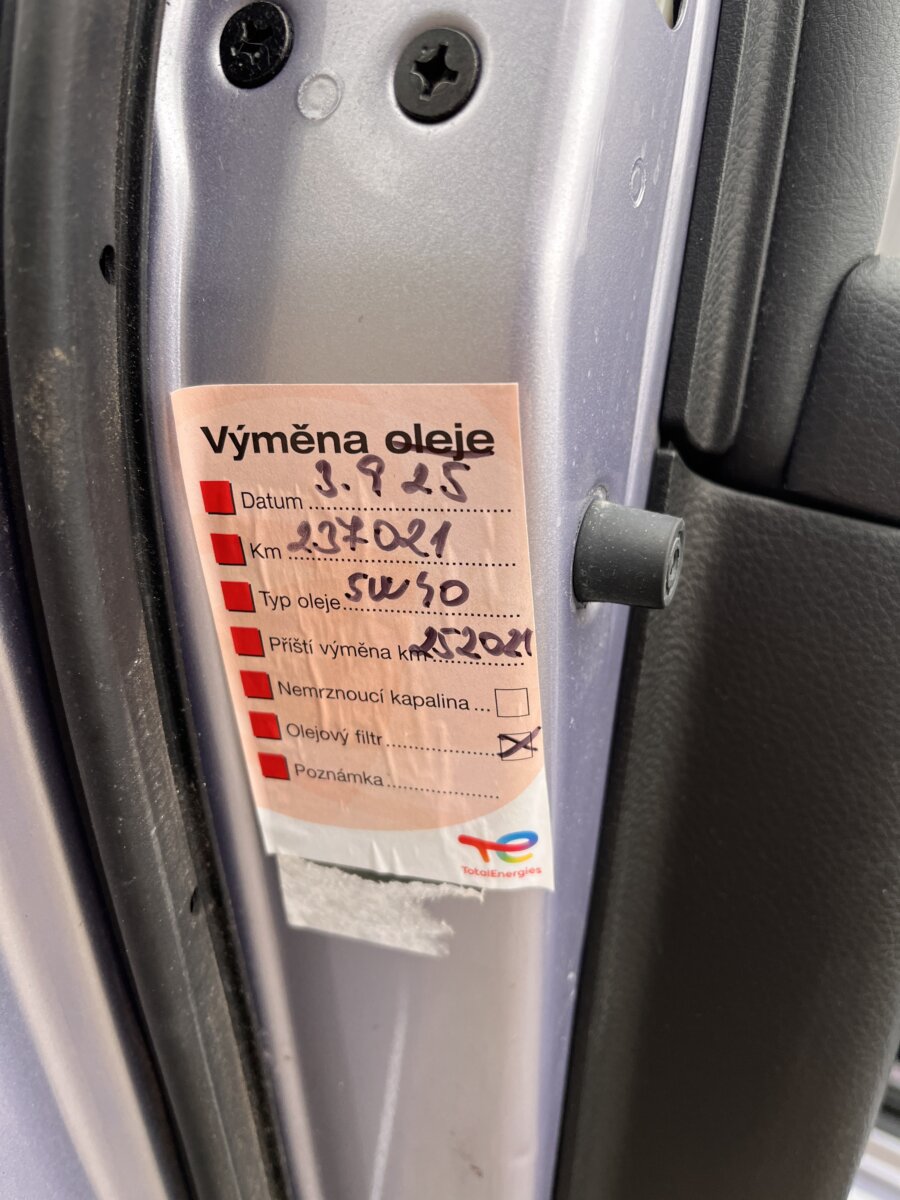 Výměna oleje
Datum 3.9 25
Km 237021
Typ oleje 5W40
Příští výměna km 252021
Nemrznoucí kapalina ...
Olejový filtr X
Poznámka
TotalEnergies